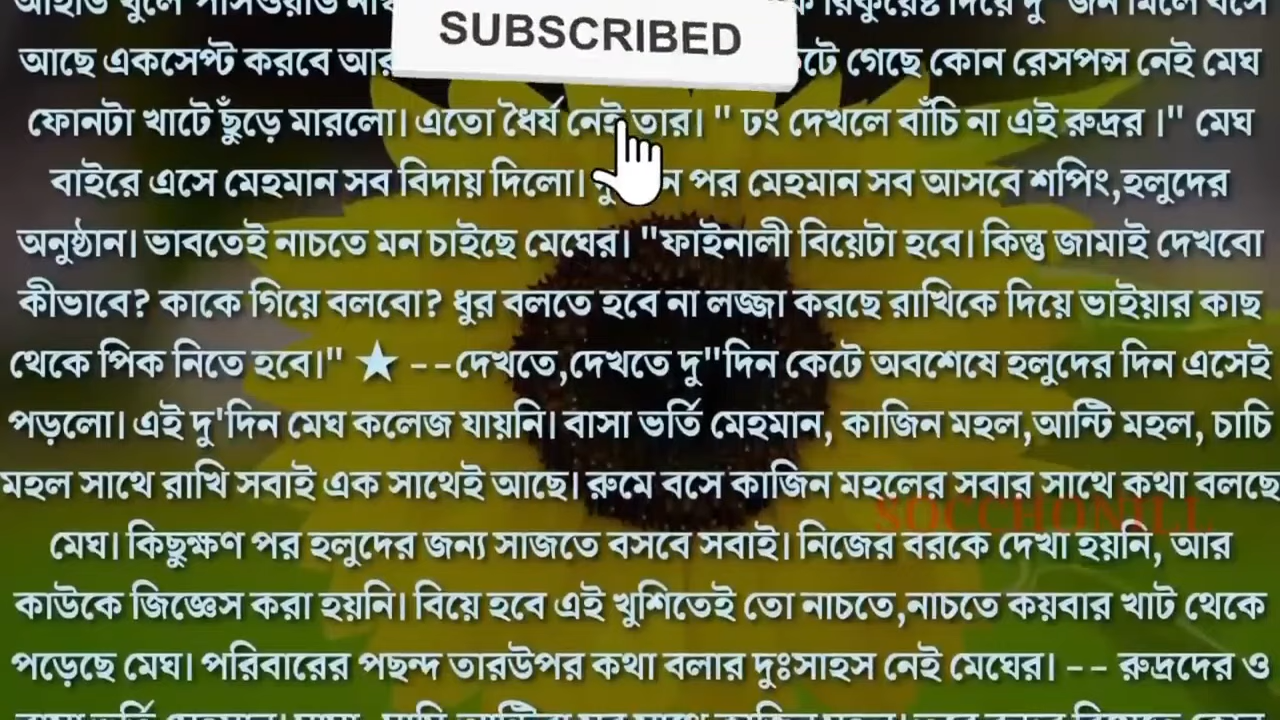 SUBSCRIBED
আছে একসেপ্ট করবে গেছে কোন রেসপন্স নেই মেঘ
ফোনটা খাটে ছুঁড়ে মারলো। এতো ধৈর্য নেই তার। " ঢং দেখলে বাঁচি না এই রুদ্রর ।" মেঘ
বাইরে এসে মেহমান সব বিদায় দিলো। পর মেহমান সব আসবে শপিং,হলুদের
অনুষ্ঠান। ভাবতেই নাচতে মন চাইছে মেঘের। "ফাইনালী বিয়েটা হবে। কিন্তু জামাই দেখবো
কীভাবে? কাকে গিয়ে বলবো? ধুর বলতে হবে না লজ্জা করছে রাখিকে দিয়ে ভাইয়ার কাছ
থেকে পিক নিতে হবে।" ★ --দেখতে,দেখতে দু"দিন কেটে অবশেষে হলুদের দিন এসেই
পড়লো। এই দু'দিন মেঘ কলেজ যায়নি। বাসা ভর্তি মেহমান, কাজিন মহল,আন্টি মহল, চাচি
মহল সাথে রাখি সবাই এক সাথেই আছে। রুমে বসে কাজিন মহলের সবার সাথে কথা বলছে
SOCCHONILL
মেঘ। কিছুক্ষণ পর হলুদের জন্য সাজতে বসবে সবাই। নিজের বরকে দেখা হয়নি, আর
কাউকে জিজ্ঞেস করা হয়নি। বিয়ে হবে এই খুশিতেই তো নাচতে,নাচতে কয়বার খাট থেকে
পড়েছে মেঘ। পরিবারের পছন্দ তারউপর কথা বলার দুঃসাহস নেই মেঘের। -- রুদ্রদের ও